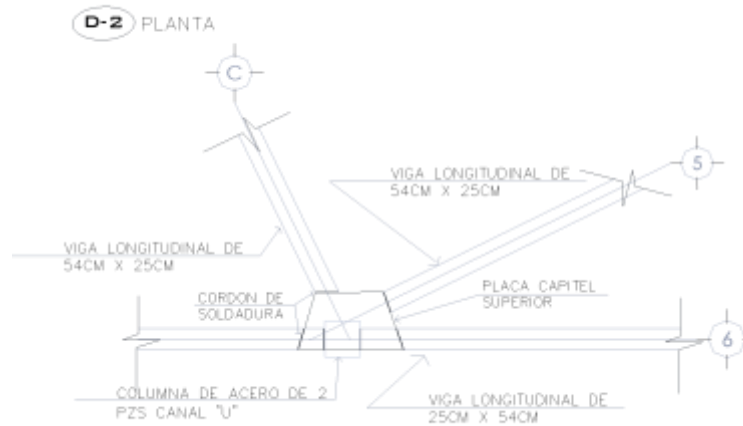 D-2 PLANTA
C
5
VIGA LONGITUDINAL DE
54CM X 25CM
VIGA LONGITUDINAL DE
54CM X 25CM
CORDON DE
SOLDADURA
PLACA CAPITEL
SUPERIOR
6
COLUMNA DE ACERO DE 2
PZS CANAL "U"
VIGA LONGITUDINAL DE
25CM X 54CM